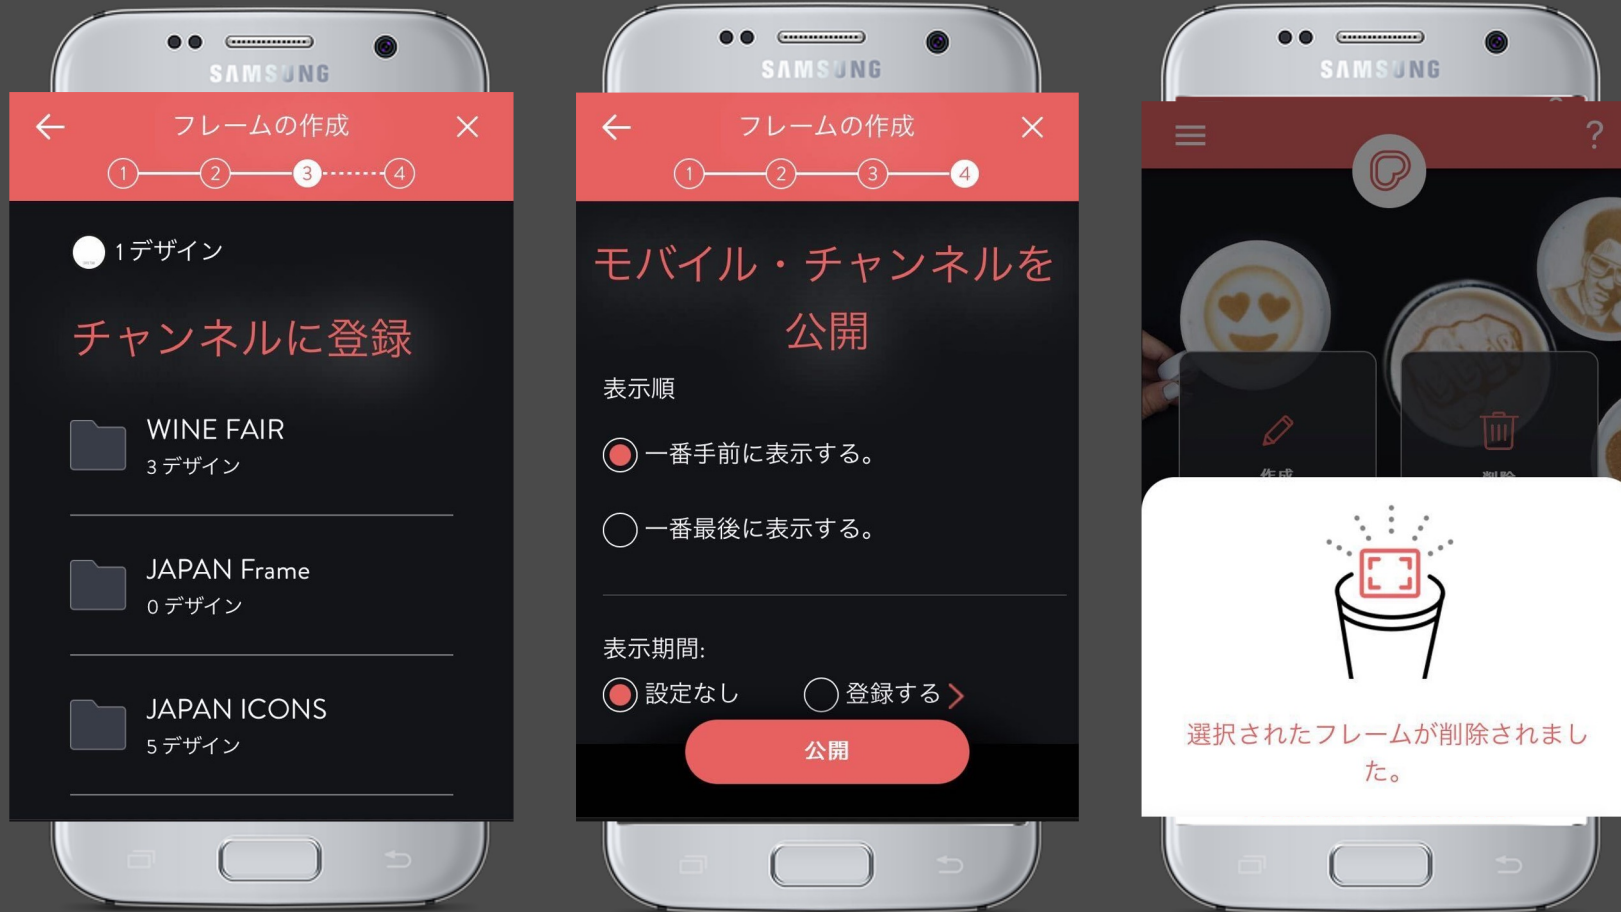 SAMSUNG
フレームの作成
1 2 3 4
1 デザイン
チャンネルに登録
WINE FAIR
3 デザイン
JAPAN Frame
0 デザイン
JAPAN ICONS
5 デザイン
SAMSUNG
フレームの作成
1 2 3 4
モバイル・チャンネルを
公開
表示順
一番手前に表示する。
一番最後に表示する。
表示期間:
設定なし 登録する
公開
SAMSUNG
?
作成 削除
選択されたフレームが削除されまし
た。